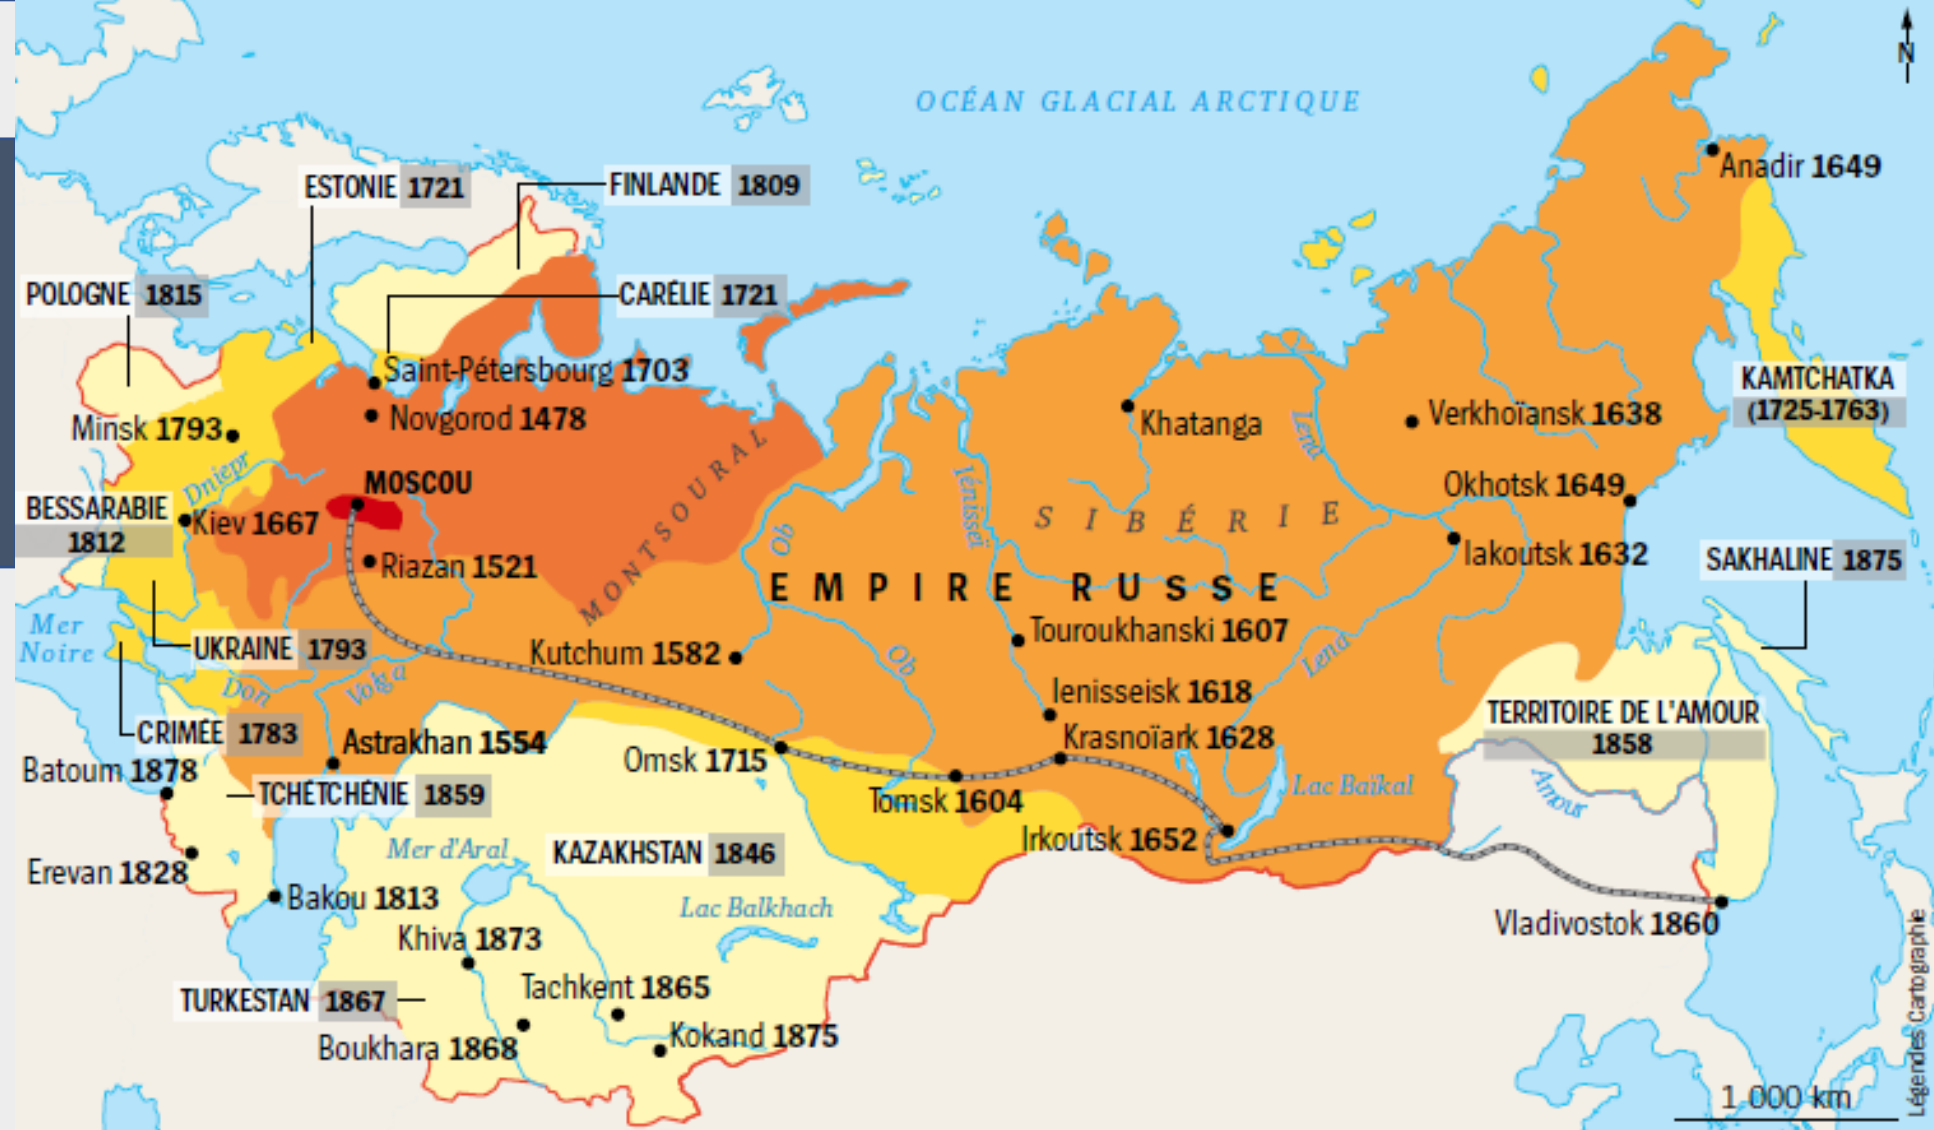 OCÉAN GLACIAL ARCTIQUE
N
Anadir 1649
ESTONIE 1721
FINLANDE 1809
POLOGNE 1815
CARÉLIE 1721
Saint-Pétersbourg 1703
Novgorod 1478
Minsk 1793
Dniepr
MOSCOU
BESSARABIE
1812
Kiev 1667
Riazan 1521
MONTS OURAL
Khatanga
Lena
Verkhoïansk 1638
KAMTCHATKA
(1725-1763)
Okhotsk 1649
Iénisseï
SIBÉRIE
Ob
Iakoutsk 1632
SAKHALINE 1875
EMPIRE RUSSE
Mer
Noire
UKRAINE 1793
Kutchum 1582
Touroukhanski 1607
Ob
Lena
Don
Volga
Ienisseisk 1618
CRIMÉE 1783
Astrakhan 1554
Omsk 1715
Krasnoïark 1628
TERRITOIRE DE L'AMOUR
1858
Batoum 1878
TCHÉTCHÉNIE 1859
Tomsk 1604
Lac Baïkal
Amour
Mer d'Aral
KAZAKHSTAN 1846
Irkoutsk 1652
Erevan 1828
Bakou 1813
Lac Balkhach
Vladivostok 1860
Khiva 1873
TURKESTAN 1867
Tachkent 1865
Boukhara 1868
Kokand 1875
1 000 km
Légendes Cartographie